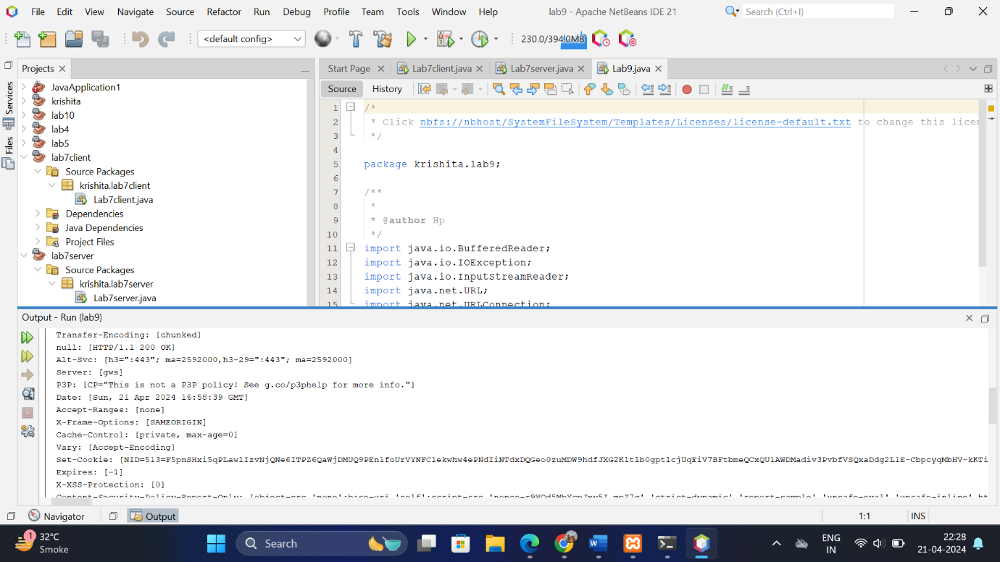 File Edit View Navigate Source Refactor Run Debug Profile Team Tools Window Help lab9 - Apache NetBeans IDE 21 Search (Ctrl+I)
<default config> 230.0/394.0MB
Projects
Start Page Lab7client.java Lab7server.java Lab9.java
Services
Files
JavaApplication1
krishita
lab10
lab4
lab5
lab7client
Source Packages
krishita.lab7client
Lab7client.java
Dependencies
Java Dependencies
Project Files
lab7server
Source Packages
krishita.lab7server
Lab7server.java
Source History
1 /*
2 * Click nbfs://nbhost/SystemFileSystem/Templates/Licenses/license-default.txt to change this licen
3 */
4
5 package krishita.lab9;
6
7 /**
8 *
9 * @author Hp
10 */
11 import java.io.BufferedReader;
12 import java.io.IOException;
13 import java.io.InputStreamReader;
14 import java.net.URL;
15 import java.net.URLConnection;
Output - Run (lab9)
Transfer-Encoding: [chunked]
null: [HTTP/1.1 200 OK]
Alt-Svc: [h3=":443"; ma=2592000,h3-29=":443"; ma=2592000]
Server: [gws]
P3P: [CP="This is not a P3P policy! See g.co/p3phelp for more info."]
Date: [Sun, 21 Apr 2024 16:58:39 GMT]
Accept-Ranges: [none]
X-Frame-Options: [SAMEORIGIN]
Cache-Control: [private, max-age=0]
Vary: [Accept-Encoding]
Set-Cookie:
Expires: [-1]
X-XSS-Protection: [0]
Content-Security-Policy-Report-Only: [object-src 'none';base-uri 'self';script-src 'strict-dynamic' 'report-sample' 'unsafe-eval' 'unsafe-inline'
Navigator Output 1:1 INS
1
32°C
Smoke
Search
ENG
IN
22:28
21-04-2024